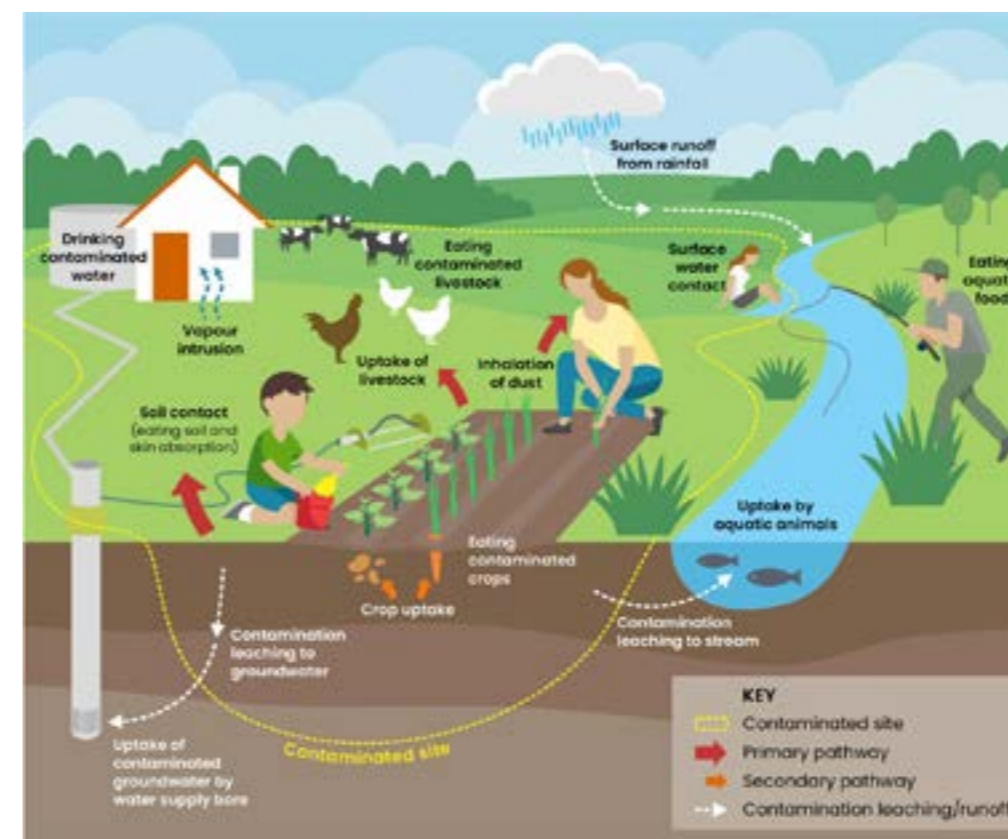 Surface runoff
from rainfall
Drinking
contaminated
water
Eating
contaminated
livestock
Surface
water
contact
Eating
aquatic
food
Vapour
intrusion
Uptake of
livestock
Inhalation
of dust
Soil contact
(eating soil and
skin absorption)
Uptake by
aquatic animals
Eating
contaminated
crops
Crop uptake
Contamination
leaching to
groundwater
Contamination
leaching to stream
Uptake of
contaminated
groundwater by
water supply bore
Contaminated site
KEY
Contaminated site
Primary pathway
Secondary pathway
Contamination leaching/runoff